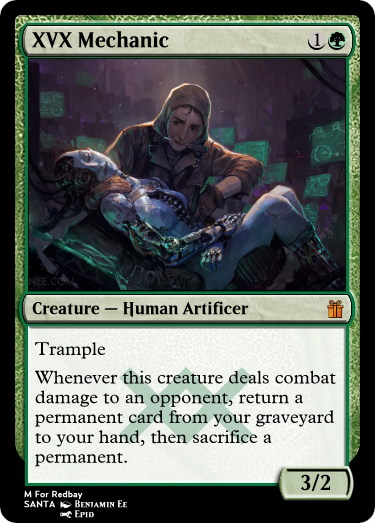 XVX Mechanic 1
Creature — Human Artificer
Trample
Whenever this creature deals combat
damage to an opponent, return a
permanent card from your graveyard
to your hand, then sacrifice a
permanent.
3/2
M For Redbay
SANTA Benjamin Ee
Epid